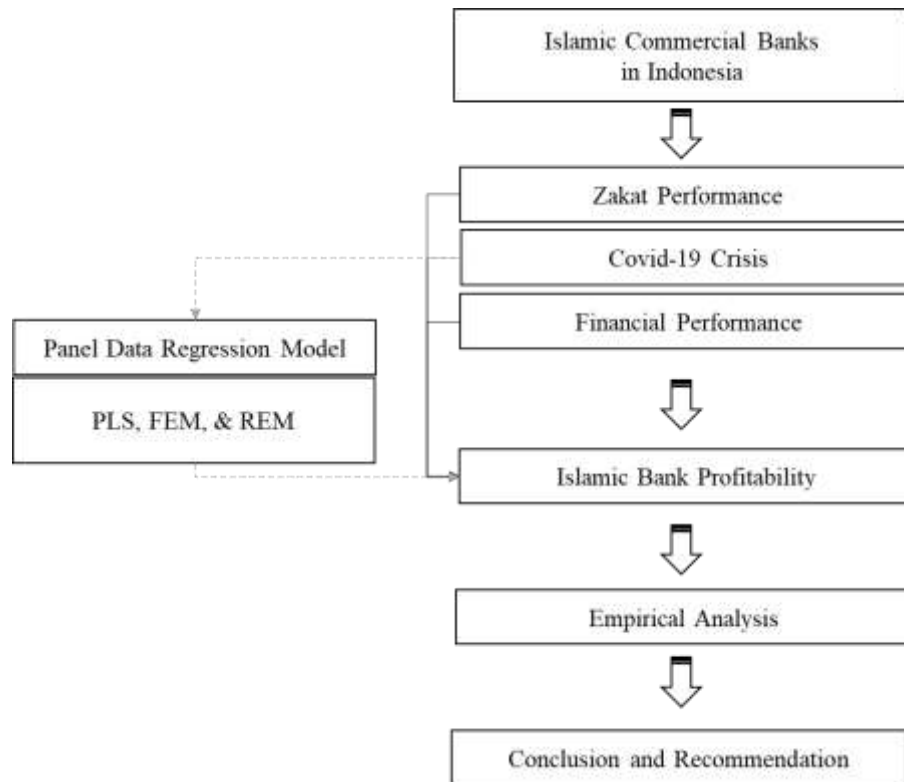 Islamic Commercial Banks
in Indonesia
Zakat Performance
Covid-19 Crisis
Financial Performance
Panel Data Regression Model
PLS, FEM, & REM
Islamic Bank Profitability
Empirical Analysis
Conclusion and Recommendation